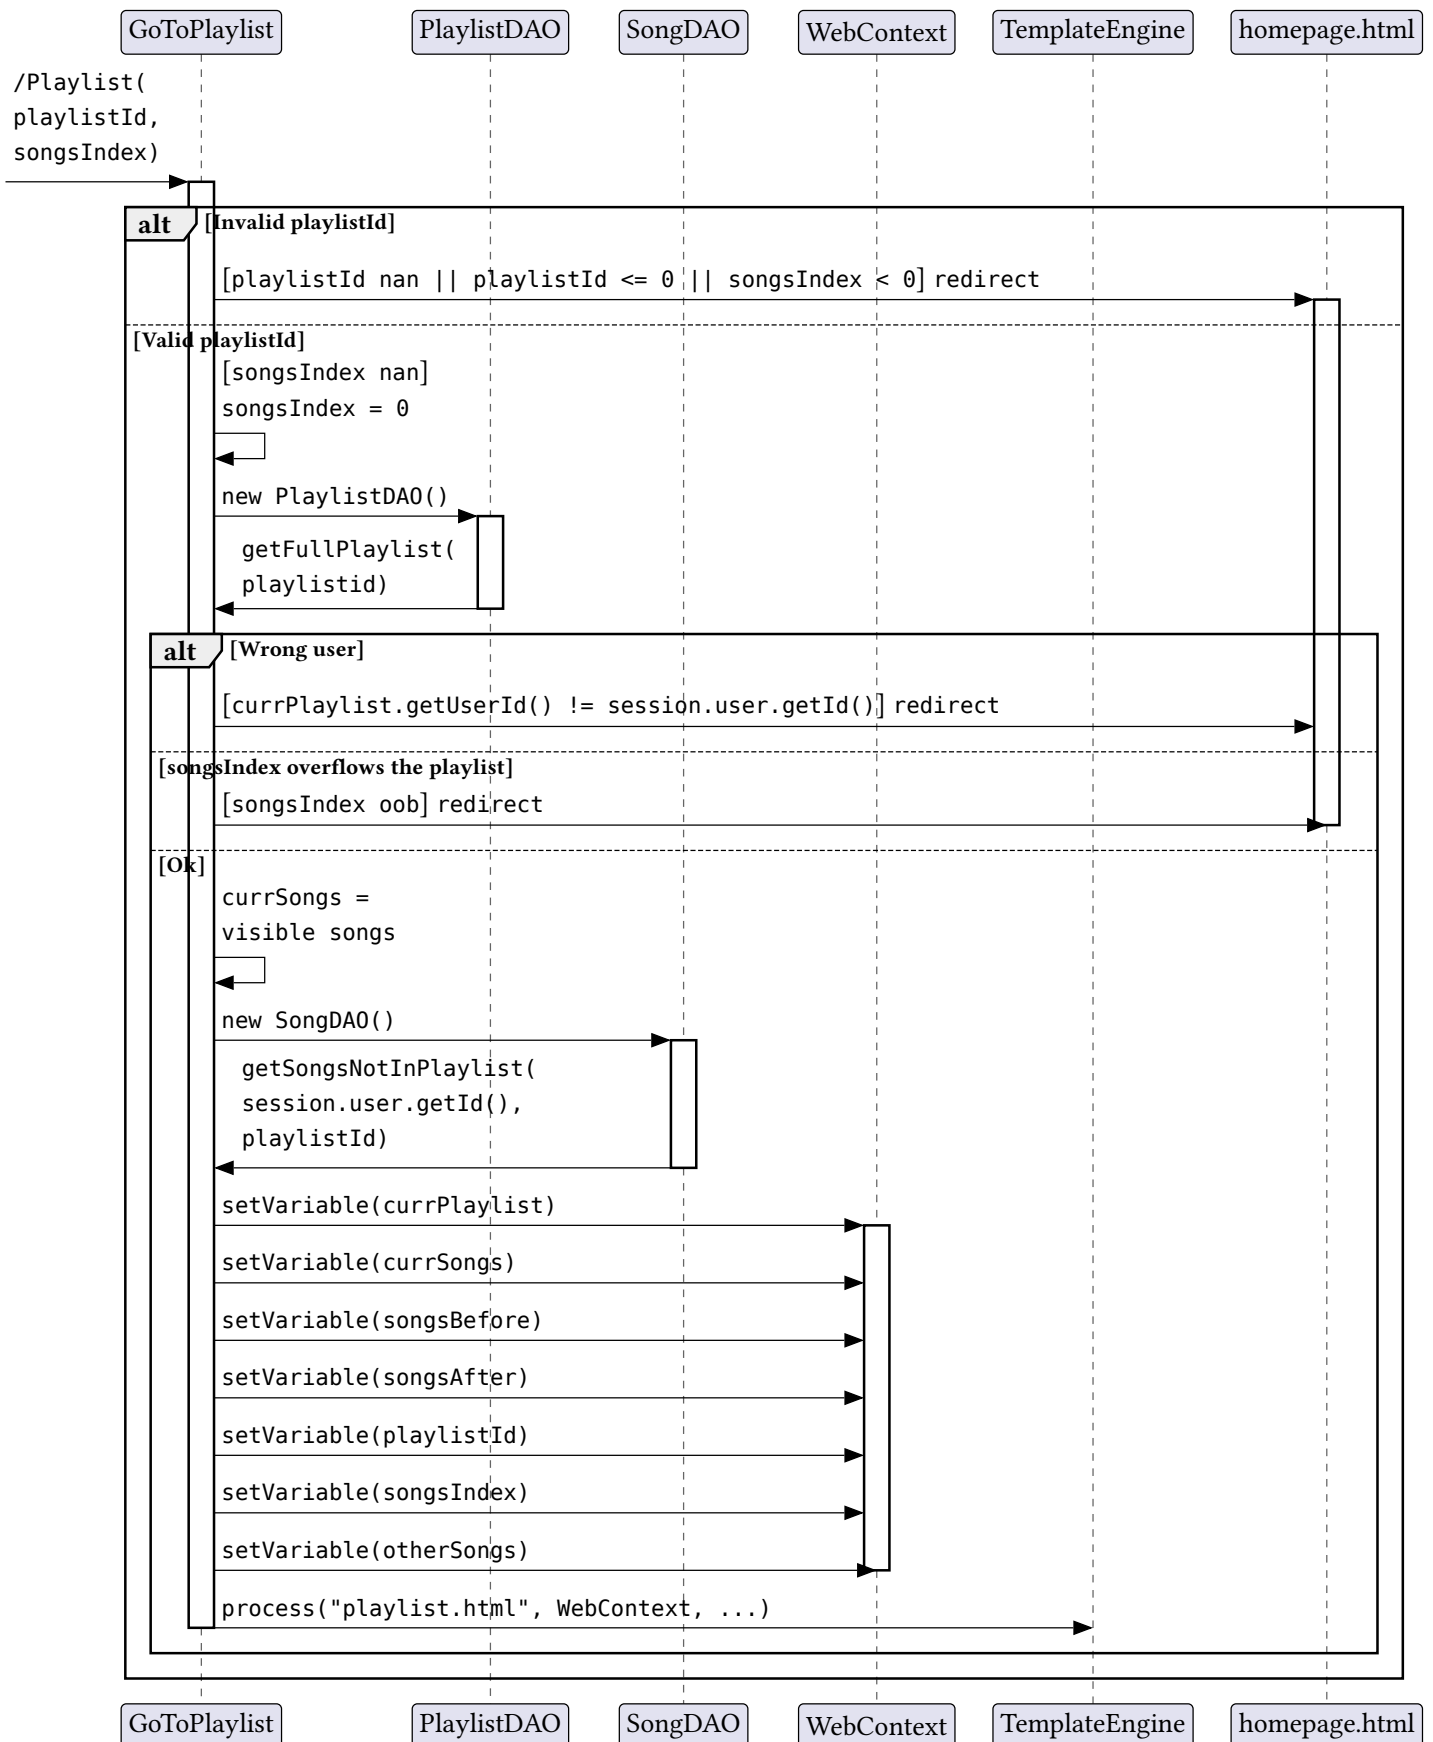 GoToPlaylist PlaylistDAO SongDAO WebContext TemplateEngine homepage.html
/Playlist(
playlistId,
songsIndex)
alt [Invalid playlistId]
[playlistId nan || playlistId <= 0 || songsIndex < 0] redirect
[Valid playlistId]
[songsIndex nan]
songsIndex = 0
new PlaylistDAO()
getFullPlaylist(
playlistid)
alt [Wrong user]
[currPlaylist.getUserId() != session.user.getId()] redirect
[songsIndex overflows the playlist]
[songsIndex oob] redirect
[Ok]
currSongs =
visible songs
new SongDAO()
getSongsNotInPlaylist(
session.user.getId(),
playlistId)
setVariable(currPlaylist)
setVariable(currSongs)
setVariable(songsBefore)
setVariable(songsAfter)
setVariable(playlistId)
setVariable(songsIndex)
setVariable(otherSongs)
process("playlist.html", WebContext, ...)
GoToPlaylist PlaylistDAO SongDAO WebContext TemplateEngine homepage.html